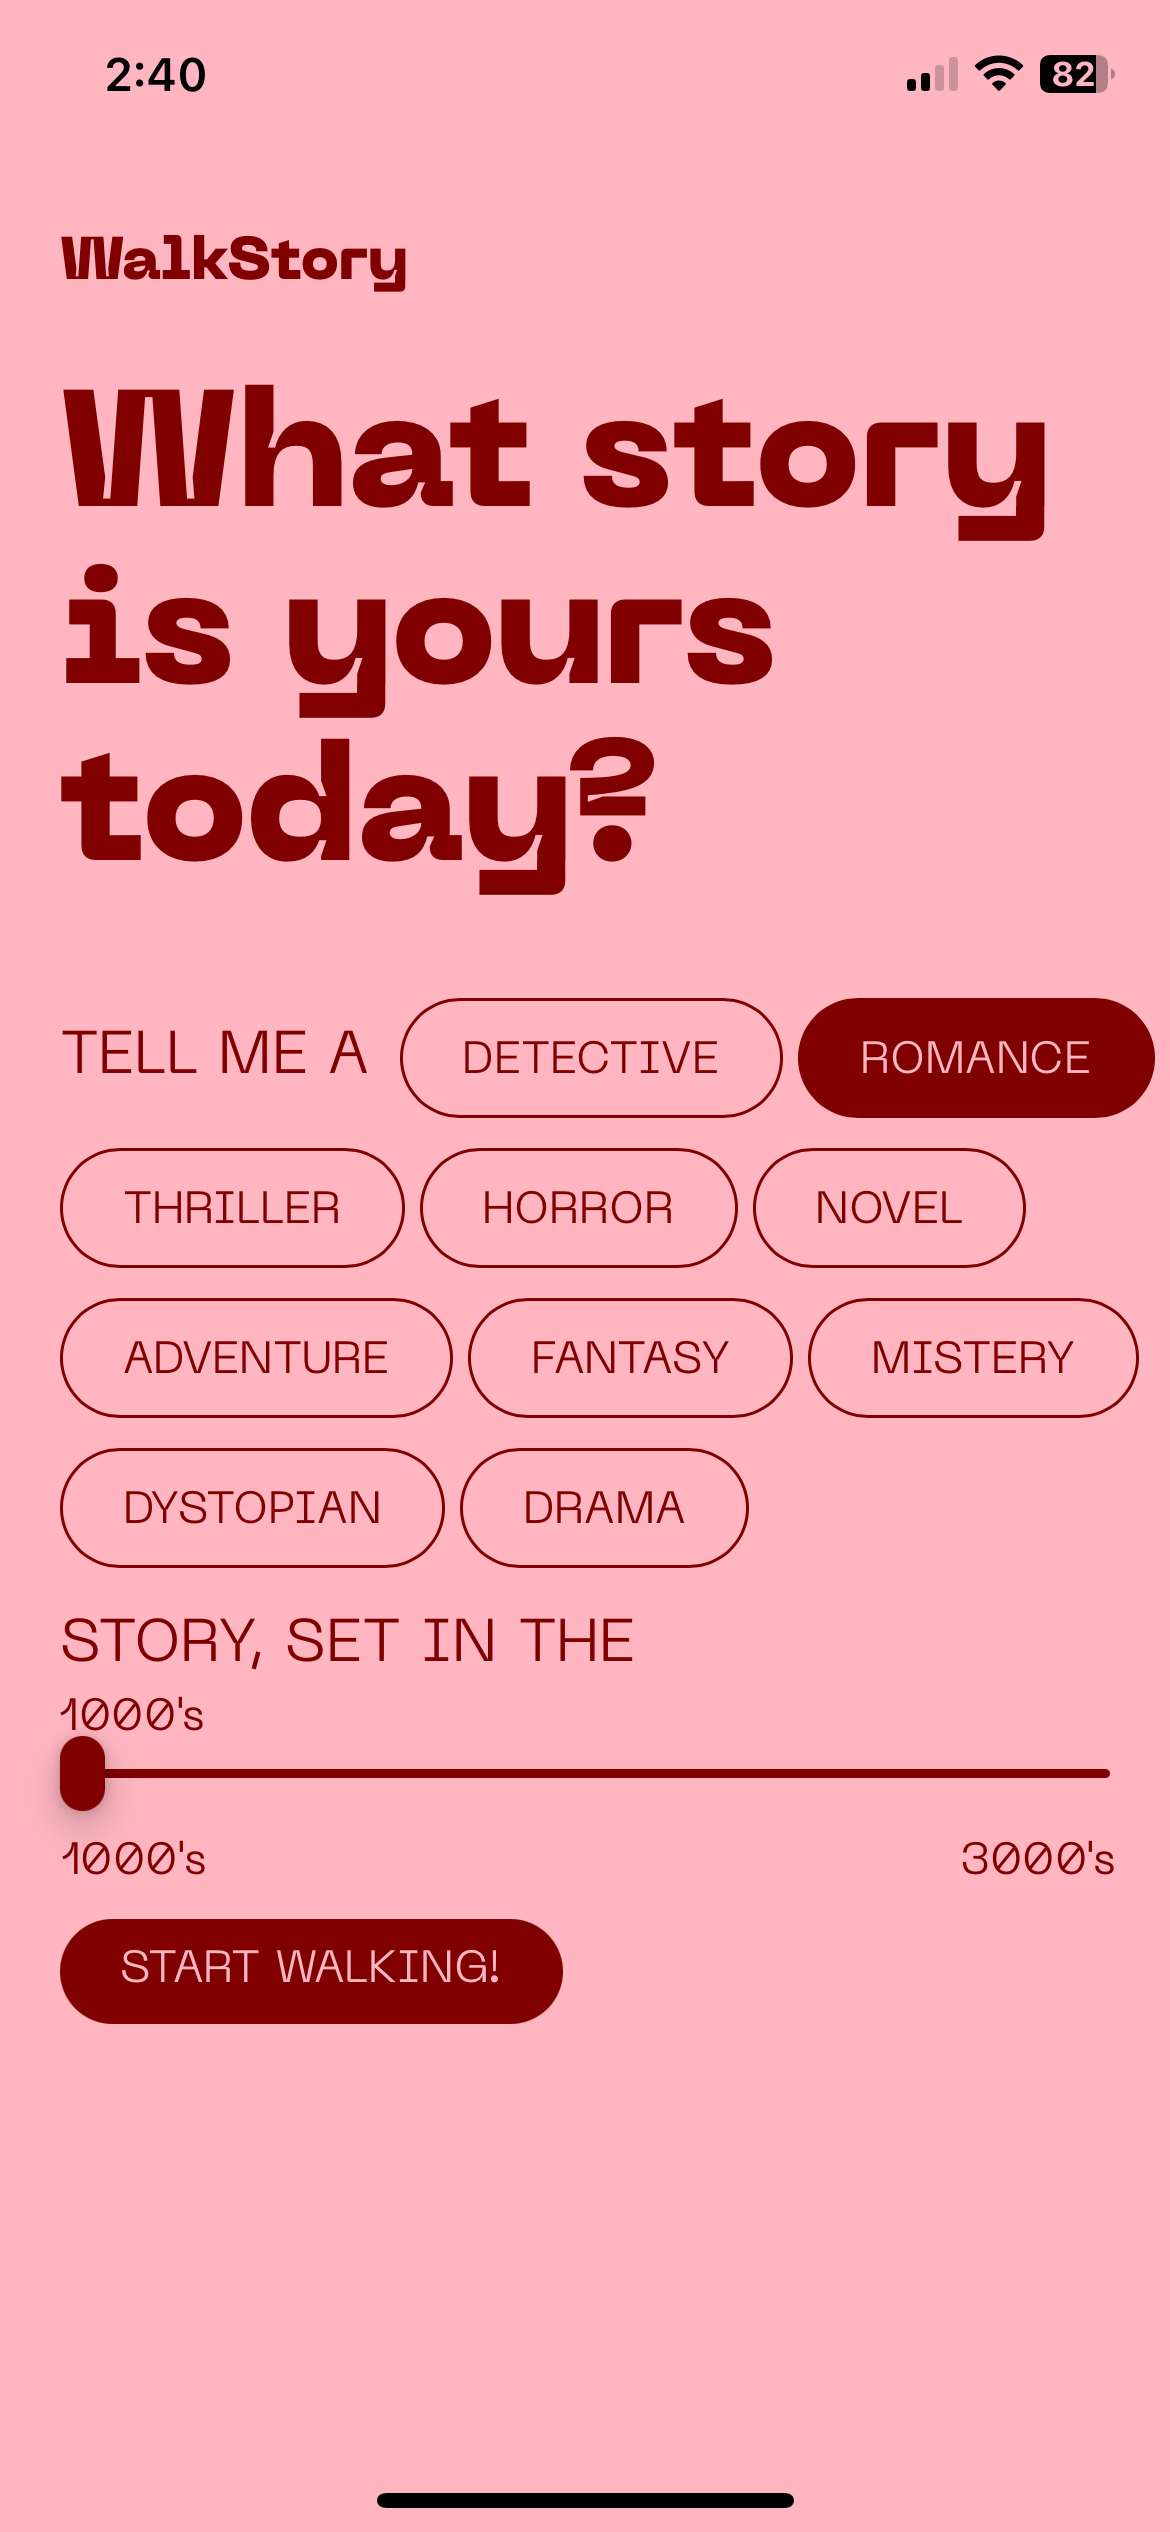 2:40 82
WalkStory
What story
is yours
today?
TELL ME A DETECTIVE ROMANCE
THRILLER HORROR NOVEL
ADVENTURE FANTASY MISTERY
DYSTOPIAN DRAMA
STORY, SET IN THE
1000's
1000's 3000's
START WALKING!